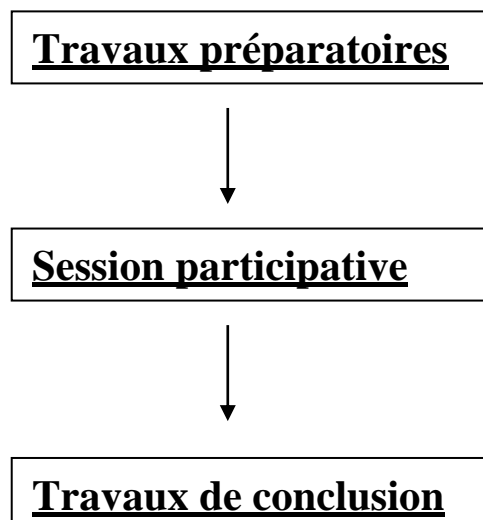 Travaux préparatoires
Session participative
Travaux de conclusion